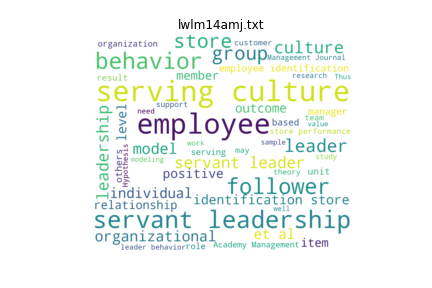 lwlm14amj.txt
organization store customer culture
behavior group Management Journal
employee identification
result member research Thus
serving culture
leadership level support outcome manager
need employee based team value
store performance
others Hypothesis model work serving may sample leader
modeling servant leader study
positive follower theory unit
individual identification store
relationship well
servant leadership
organizational et al item
leader behavior role Academy Management